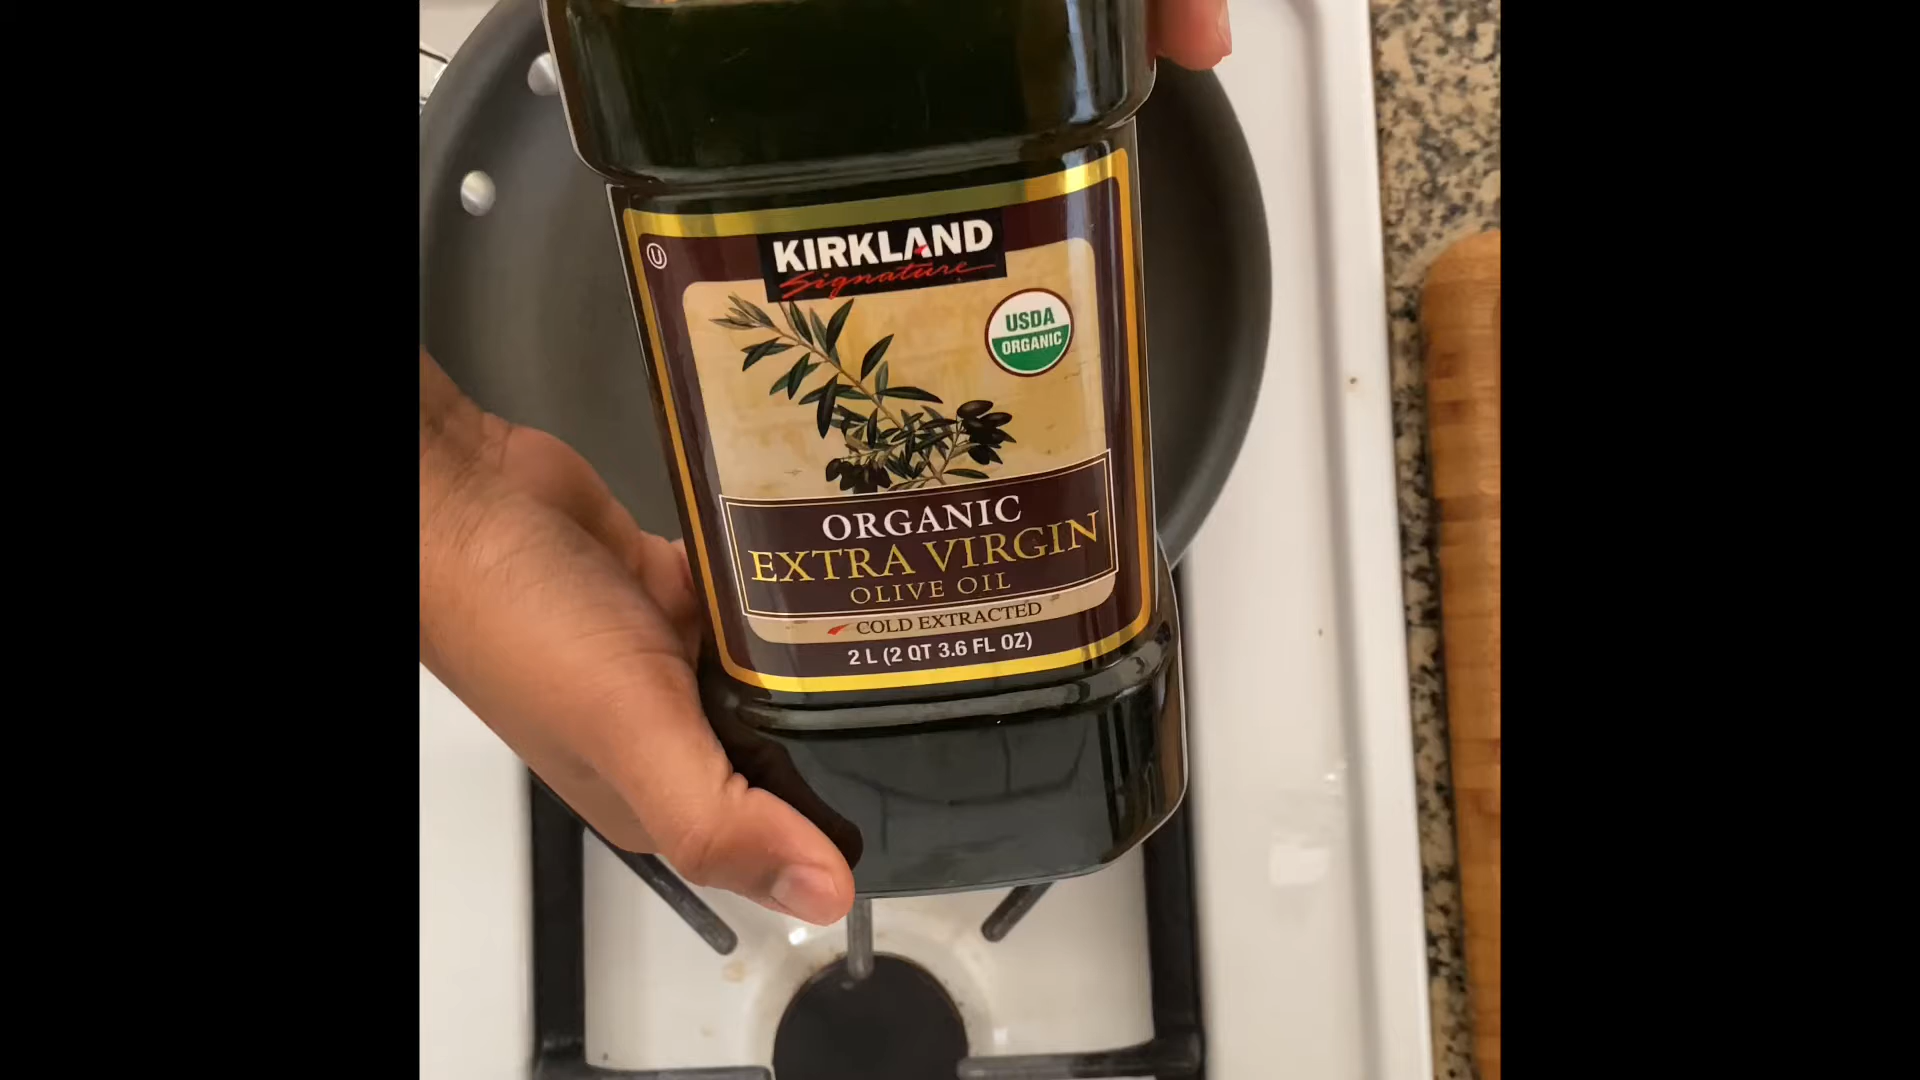 KIRKLAND
Signature
U
USDA
ORGANIC
ORGANIC
EXTRA VIRGIN
OLIVE OIL
COLD EXTRACTED
2 L (2 QT 3.6 FL OZ)